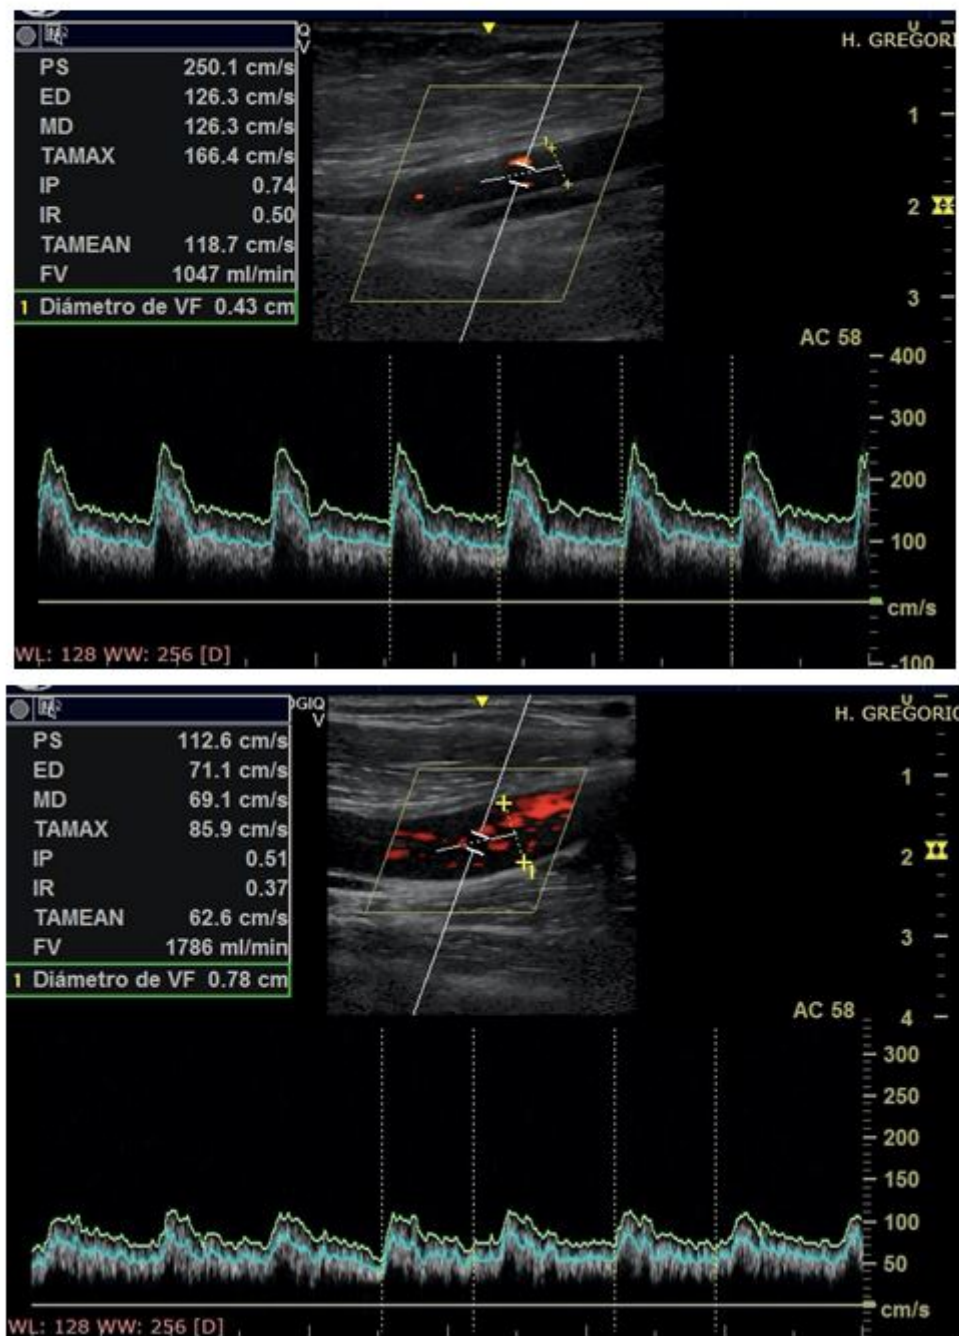 H. GREGORI
Q
V
PS 250.1 cm/s
ED 126.3 cm/s
MD 126.3 cm/s
TAMAX 166.4 cm/s
IP 0.74
IR 0.50
TAMEAN 118.7 cm/s
FV 1047 ml/min
1 Diámetro de VF 0.43 cm
1
0
1
2
3
AC 58
400
300
200
100
cm/s
-100
WL: 128 WW: 256 [D]
OGIQ
V
H. GREGORIO
PS 112.6 cm/s
ED 71.1 cm/s
MD 69.1 cm/s
TAMAX 85.9 cm/s
IP 0.51
IR 0.37
TAMEAN 62.6 cm/s
FV 1786 ml/min
1 Diámetro de VF 0.78 cm
1
0
1
2
3
4
AC 58
300
250
200
150
100
50
cm/s
WL: 128 WW: 256 [D]